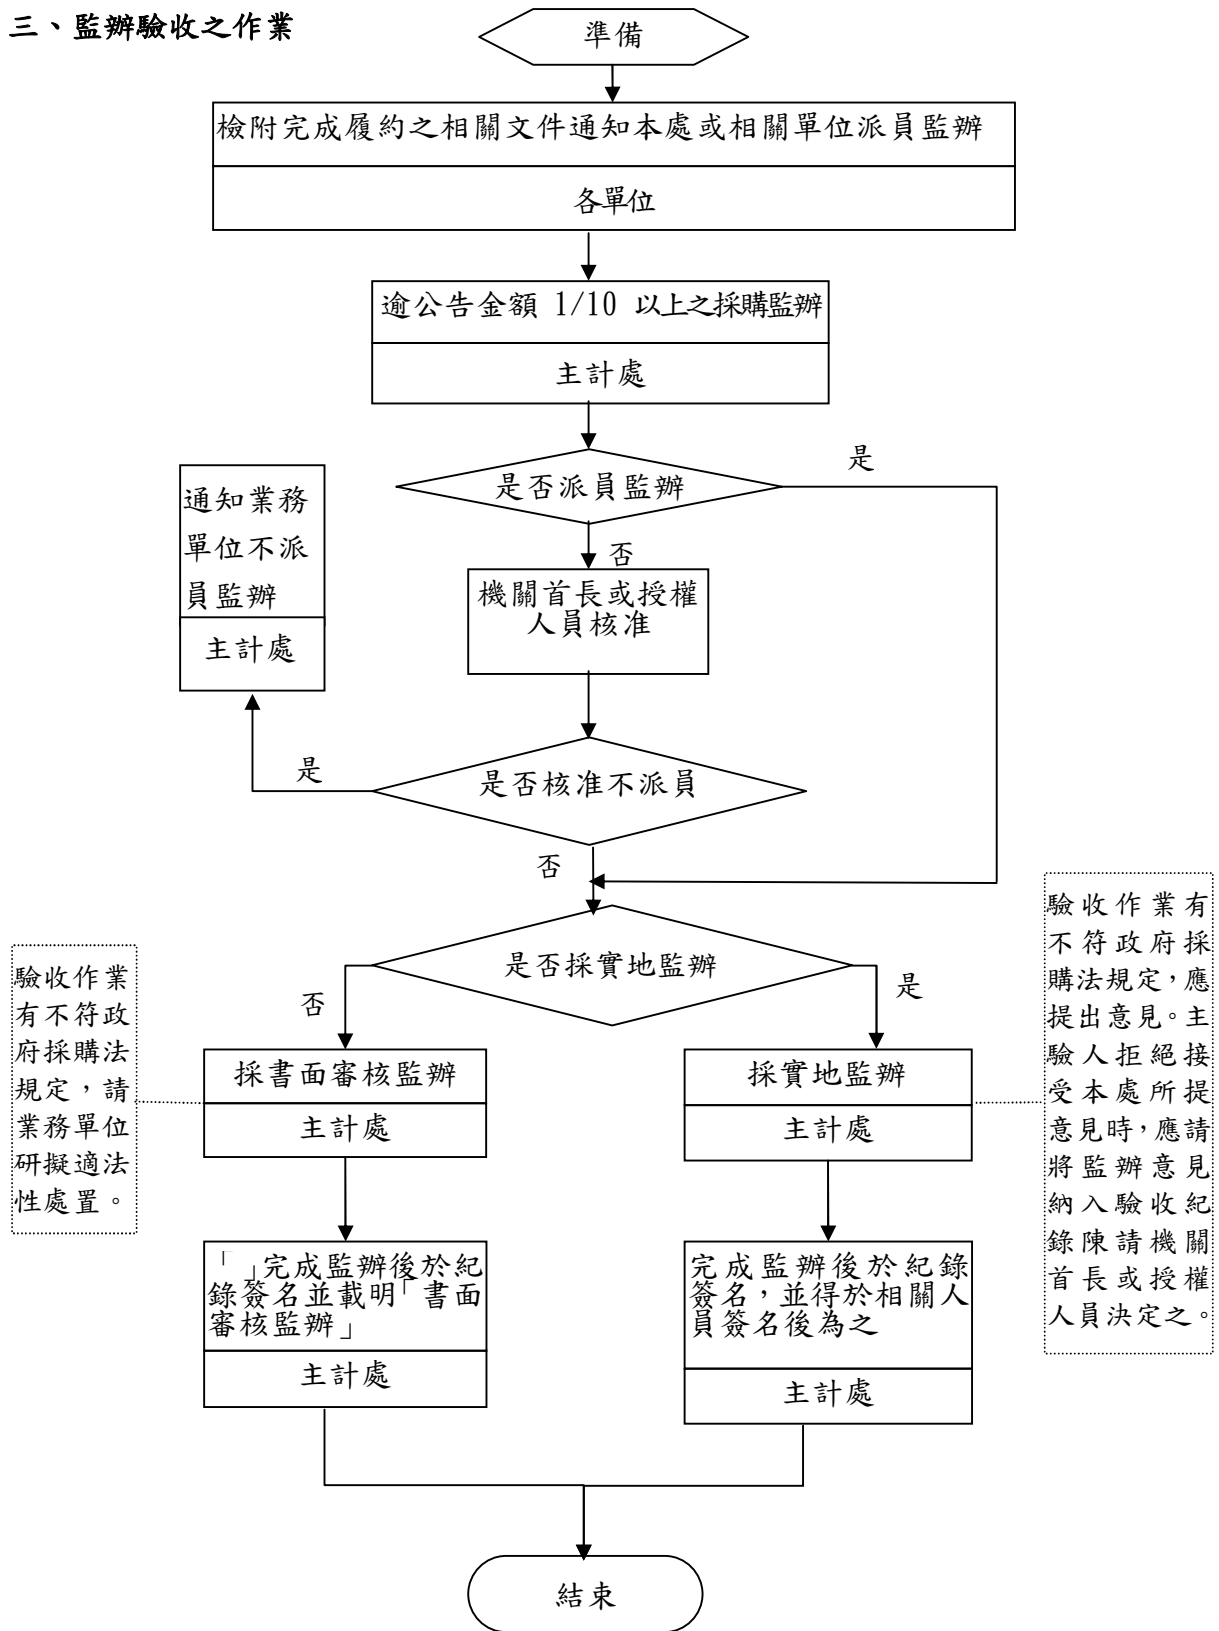 三、監辦驗收之作業
準備
檢附完成履約之相關文件通知本處或相關單位派員監辦
各單位
逾公告金額 1/10 以上之採購監辦
主計處
是否派員監辦
是
通知業務
單位不派
員監辦
主計處
否
機關首長或授權
人員核准
是否核准不派員
是
否
是否採實地監辦
否
是
驗收作業
有不符政
府採購法
規定，請
業務單位
研擬適法
性處置。
採書面審核監辦
主計處
採實地監辦
主計處
驗收作業有
不符政府採
購法規定，應
提出意見。主
驗人拒絕接
受本處所提
意見時，應請
將監辦意見
納入驗收紀
錄陳請機關
首長或授權
人員決定之。
「」完成監辦後於紀
錄簽名並載明「書面
審核監辦」
主計處
完成監辦後於紀錄
簽名，並得於相關人
員簽名後為之
主計處
結束